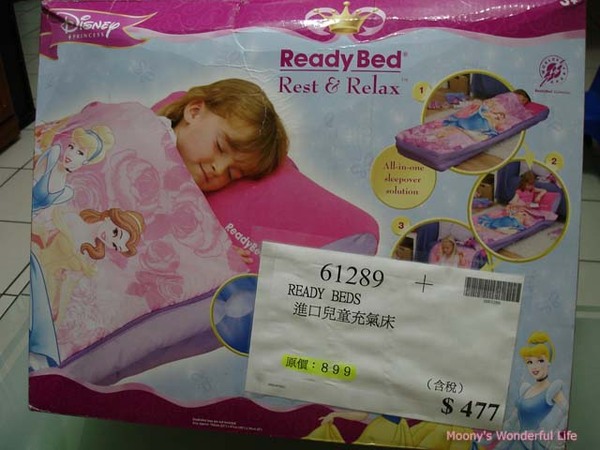 Disney
PRINCESS
ReadyBed™
Rest & Relax
1
All-in-one
sleepover
solution
2
3
ReadyBed
61289 +
READY BEDS
進口兒童充氣床
原價：899
（含稅）
$ 477
Moony's Wonderful Life